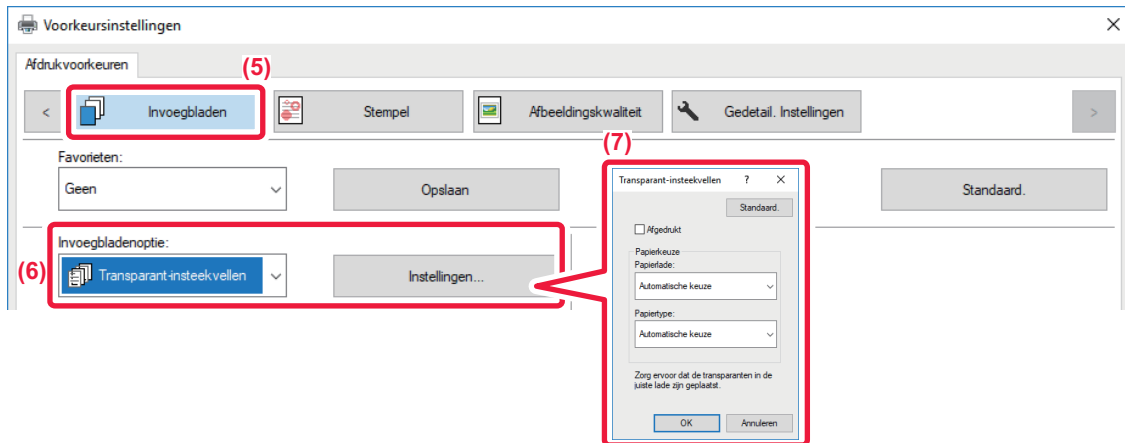 Voorkeursinstellingen
Afdrukvoorkeuren
(5)
< Invoegbladen Stempel Afbeeldingskwaliteit Gedetail. Instellingen >
(7)
Favorieten:
Geen Opslaan Standaard.
Transparant-insteekvellen ? ×
Standaard.
Afgedrukt
Papierkeuze
Papierlade:
Automatische keuze
Papiertype:
Automatische keuze
Zorg ervoor dat de transparanten in de
juiste lade zijn geplaatst.
OK Annuleren
Invoegbladenoptie:
(6) Transparant-insteekvellen Instellingen...